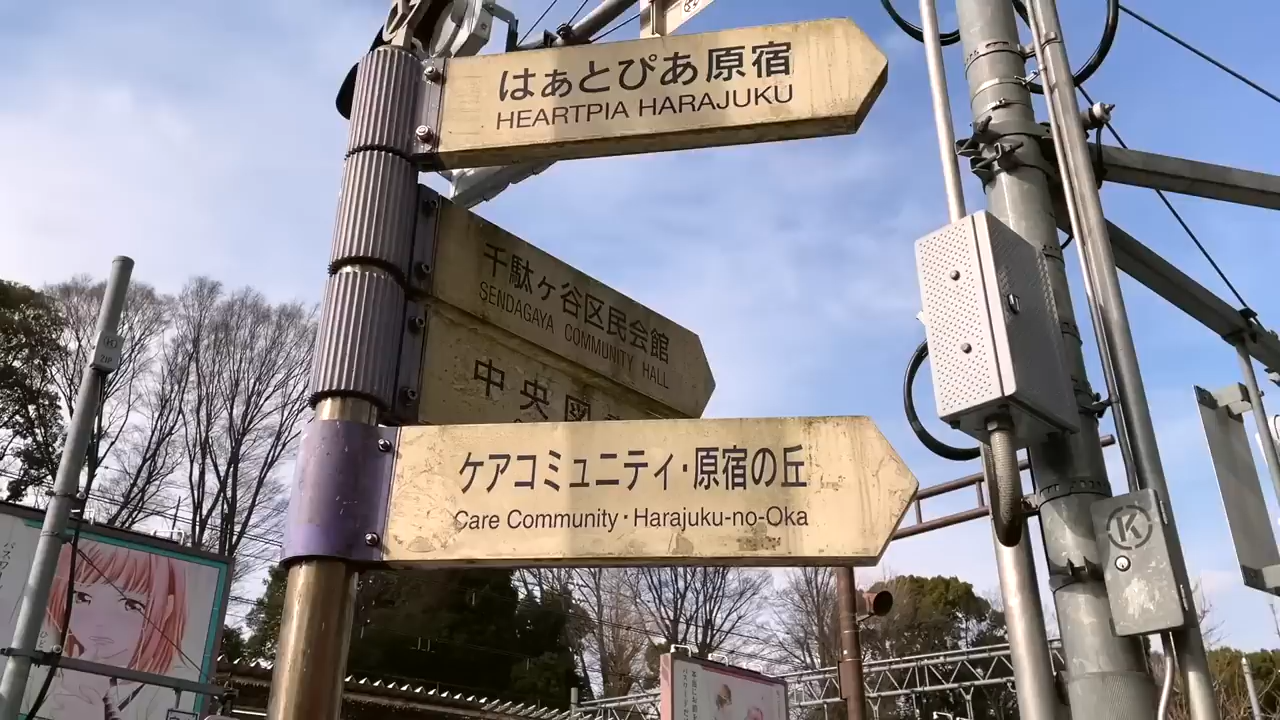 はぁとぴあ原宿
HEARTPIA HARAJUKU
千駄ヶ谷区民会館
SENDAGAYA COMMUNITY HALL
中央図
ケアコミュニティ・原宿の丘
Care Community・Harajuku-no-Oka
K